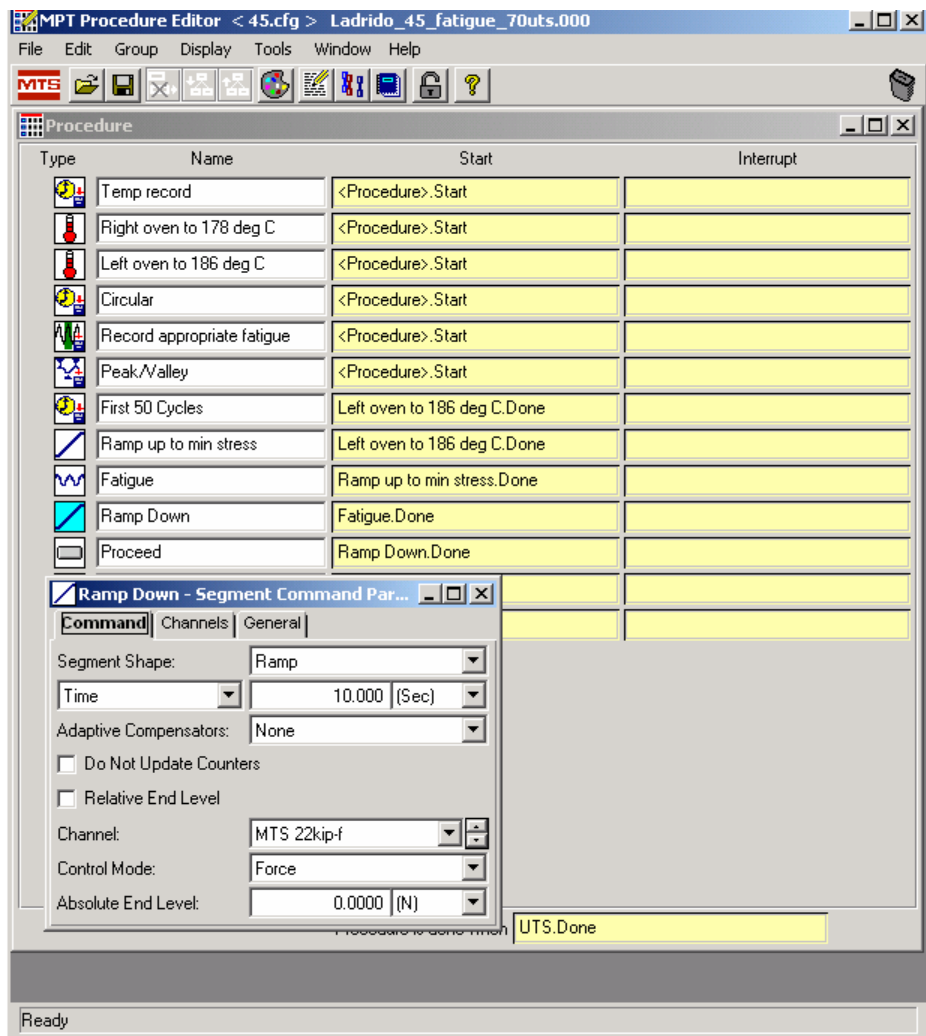 MPT Procedure Editor < 45.cfg > Ladrido_45_fatigue_70uts.000
File Edit Group Display Tools Window Help
MTS
Procedure
Type Name Start Interrupt
Temp record <Procedure>.Start
Right oven to 178 deg C <Procedure>.Start
Left oven to 186 deg C <Procedure>.Start
Circular <Procedure>.Start
Record appropriate fatigue <Procedure>.Start
Peak/Valley <Procedure>.Start
First 50 Cycles Left oven to 186 deg C.Done
Ramp up to min stress Left oven to 186 deg C.Done
Fatigue Ramp up to min stress.Done
Ramp Down Fatigue.Done
Proceed Ramp Down.Done
Ramp Down - Segment Command Par...
Command Channels General
Segment Shape: Ramp
Time 10.000 (Sec)
Adaptive Compensators: None
Do Not Update Counters
Relative End Level
Channel: MTS 22kip-f
Control Mode: Force
Absolute End Level: 0.0000 (N)
UTS.Done
Ready